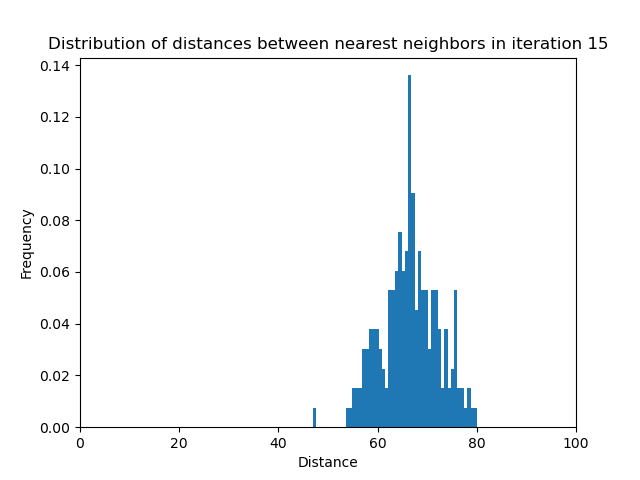 Distribution of distances between nearest neighbors in iteration 15
0.14
0.12
0.10
0.08
0.06
0.04
0.02
0.00
Frequency
0 20 40 60 80 100
Distance